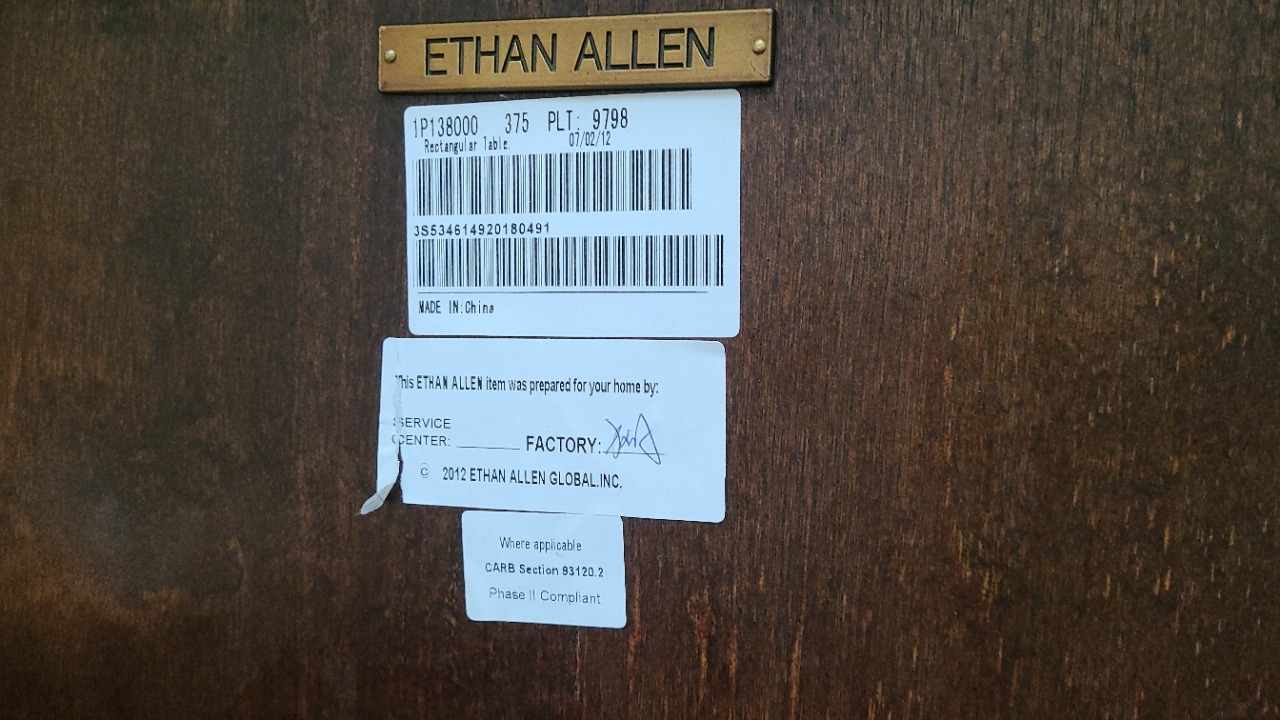 ETHAN ALLEN
1P138000 375 PLT: 9798
Rectangular Table. 07/02/12
3S534614920180491
MADE IN:China
This ETHAN ALLEN item was prepared for your home by:
SERVICE
CENTER: ________ FACTORY:
© 2012 ETHAN ALLEN GLOBAL.INC.
Where applicable
CARB Section 93120.2
Phase II Compliant